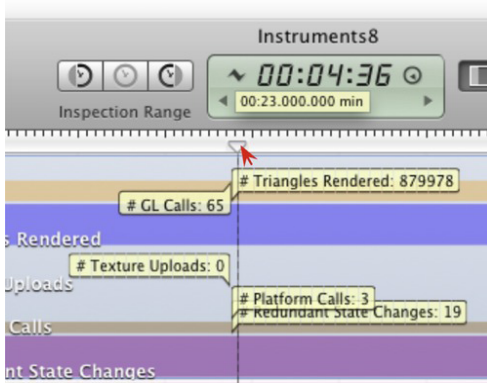 Instruments8
00:04:36
Inspection Range
00:23.000.000 min
# Triangles Rendered: 879978
# GL Calls: 65
s Rendered
# Texture Uploads: 0
Uploads
# Platform Calls: 3
# Redundant State Changes: 19
Calls
nt State Changes